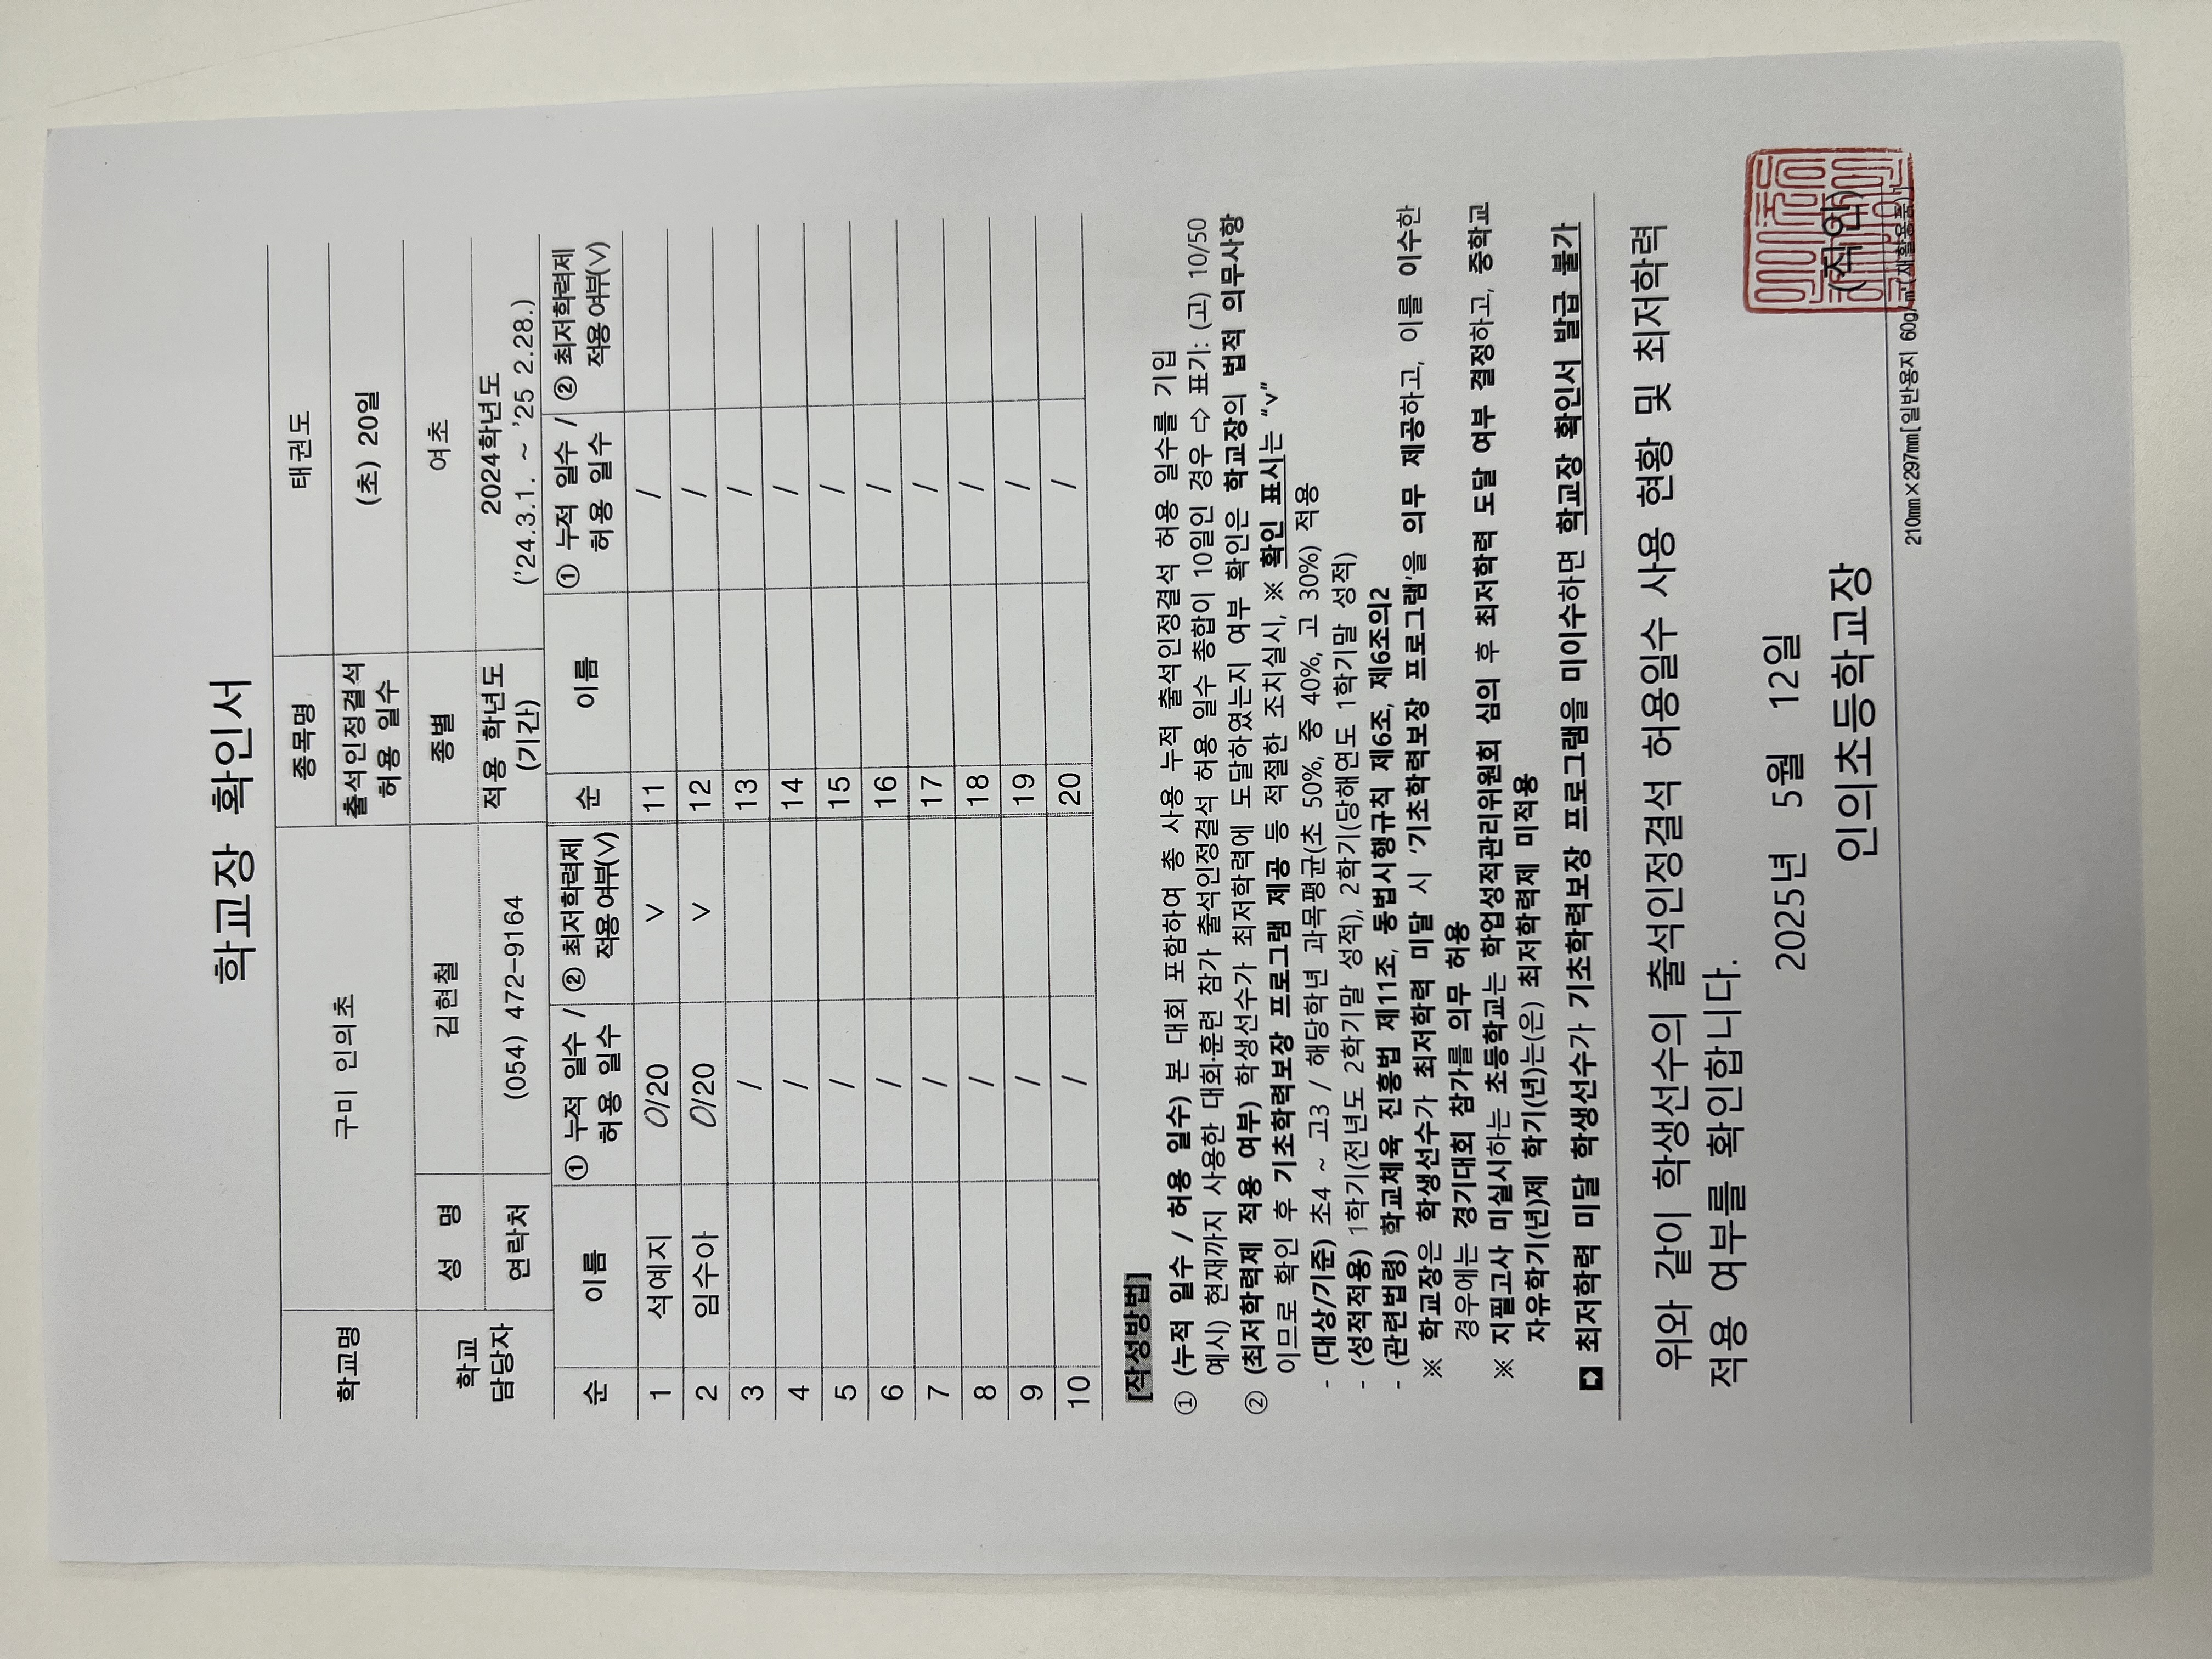 학교장 확인서
학교명 구미 인의초 종목명 태권도
출석인정결석 허용 일수 (초) 20일
학교 담당자 성 명 김현철 종별 여초
연락처 (054) 472-9164 적용 학년도 (기간) 2024학년도 ('24.3.1. ~ '25 2.28.)
순 이름 ① 누적 일수 / 허용 일수 ② 최저학력제 적용여부(∨) 순 이름 ① 누적 일수 / 허용 일수 ② 최저학력제 적용여부(∨)
1 석예지 0/20 ∨ 11 /
2 임수아 0/20 ∨ 12 /
3 / 13 /
4 / 14 /
5 / 15 /
6 / 16 /
7 / 17 /
8 / 18 /
9 / 19 /
10 / 20 /
[작성방법]
① (누적 일수 / 허용 일수) 본 대회 포함하여 총 사용 누적 출석인정결석 허용 일수를 기입
예시) 현재까지 사용한 대회·훈련 참가 출석인정결석 허용 일수 총합이 10일인 경우 ⇨ 표기: (고) 10/50
② (최저학력제 적용 여부) 학생선수가 최저학력에 도달하였는지 여부 확인은 학교장의 법적 의무사항
이므로 확인 후 기초학력보장 프로그램 제공 등 적절한 조치실시, ※ 확인 표시는 “v”
- (대상/기준) 초4 ~ 고3 / 해당학년 과목평균(초 50%, 중 40%, 고 30%) 적용
- (성적적용) 1학기(전년도 2학기말 성적), 2학기(당해연도 1학기말 성적)
- (관련법령) 학교체육 진흥법 제11조, 동법시행규칙 제6조, 제6조의2
※ 학교장은 학생선수가 최저학력 미달 시 '기초학력보장 프로그램'을 의무 제공하고, 이를 이수한
경우에는 경기대회 참가를 의무 허용
※ 지필고사 미실시하는 초등학교는 학업성적관리위원회 심의 후 최저학력 도달 여부 결정하고, 중학교
자유학기(년)제 학기(년)는(은) 최저학력제 미적용
최저학력 미달 학생선수가 기초학력보장 프로그램을 미이수하면 학교장 확인서 발급 불가
위와 같이 학생선수의 출석인정결석 허용일수 사용 현황 및 최저학력
적용 여부를 확인합니다.
2025년 5월 12일
인의초등학교장 (직인)
210㎜×297㎜[일반용지 60g/㎡(재활용품)]